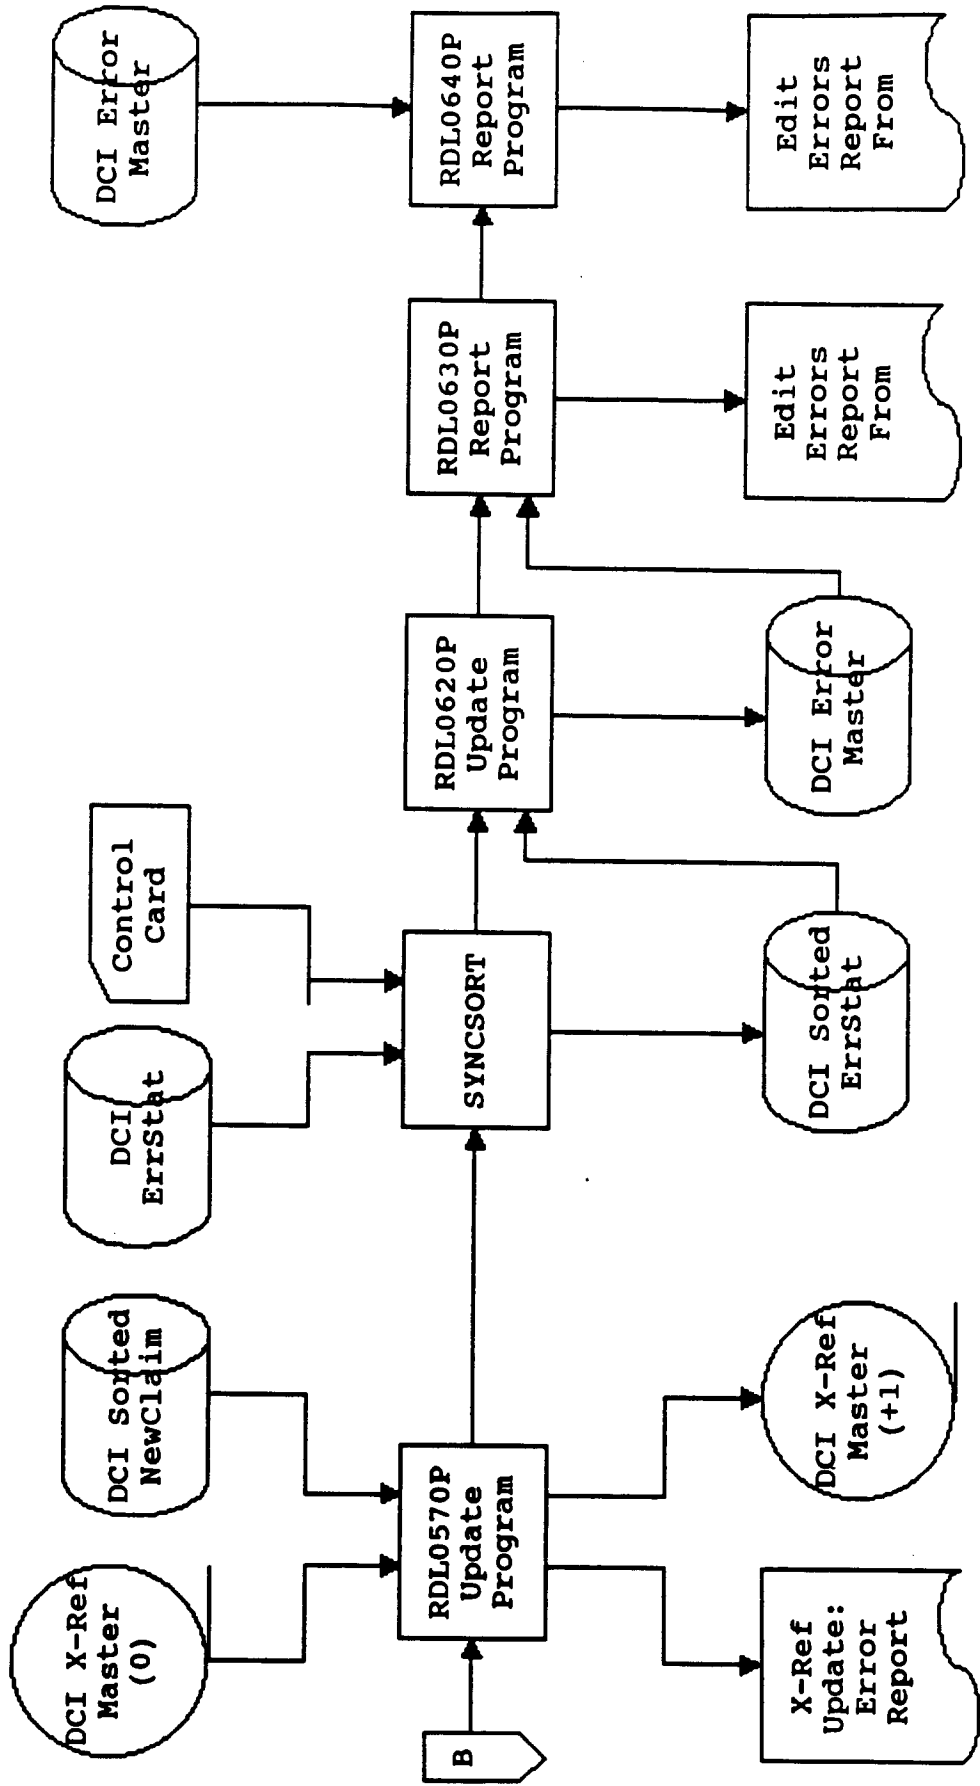 DCI X-Ref
Master
(0)
DCI Sorted
NewClaim
DCI
ErrStat
Control
Card
DCI Error
Master
B
RDL0570P
Update
Program
SYNCSORT
RDL0620P
Update
Program
RDL0630P
Report
Program
RDL0640P
Report
Program
X-Ref
Update:
Error
Report
DCI X-Ref
Master
(+1)
DCI Sorted
ErrStat
DCI Error
Master
Edit
Errors
Report
From
Edit
Errors
Report
From